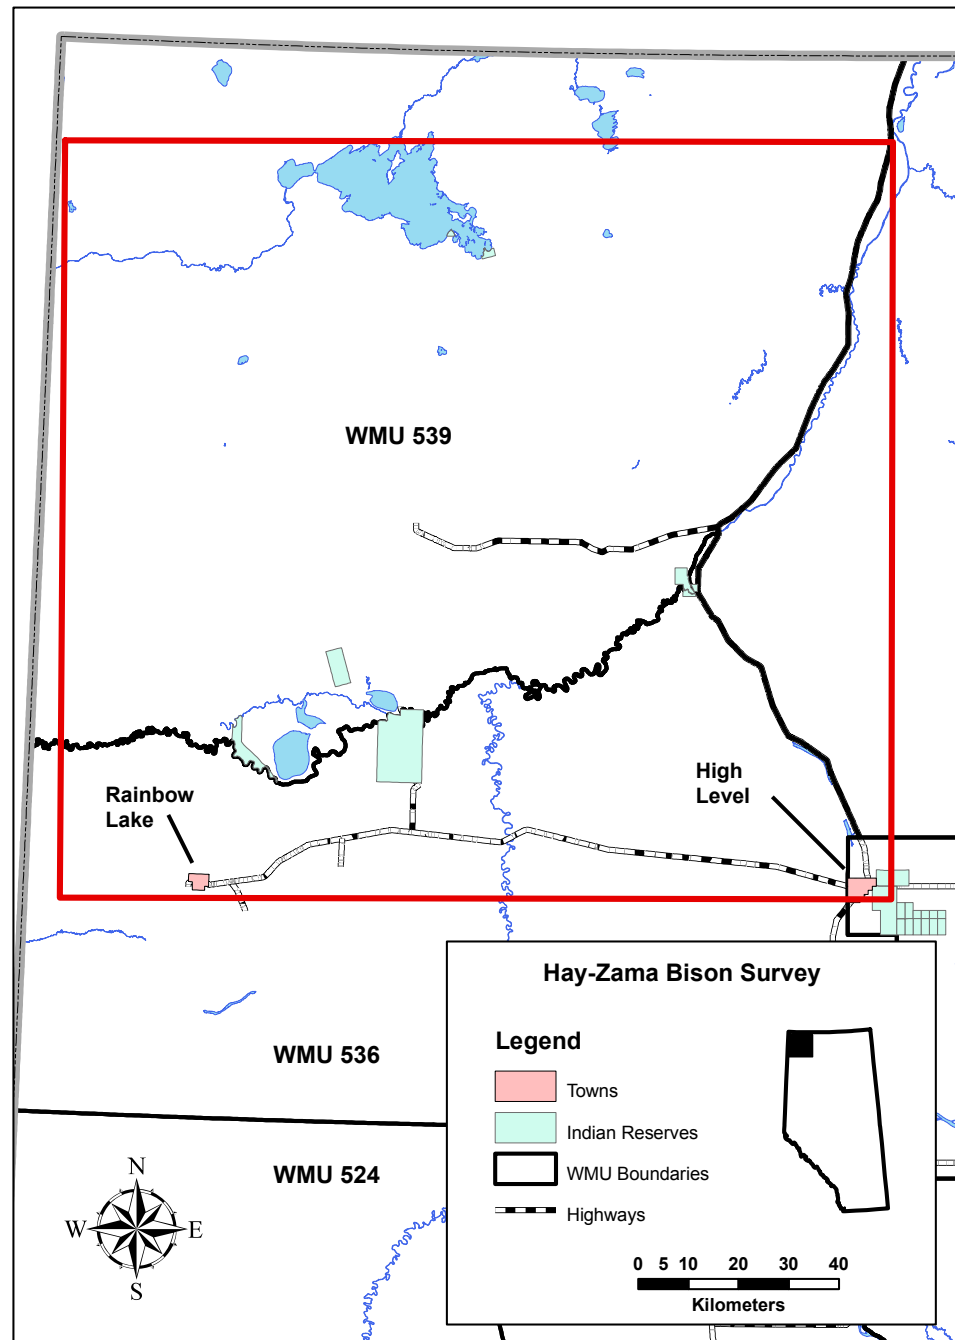 WMU 539
Rainbow
Lake
High
Level
WMU 536
WMU 524
N
W
E
S
Hay-Zama Bison Survey
Legend
Towns
Indian Reserves
WMU Boundaries
Highways
0 5 10 20 30 40
Kilometers